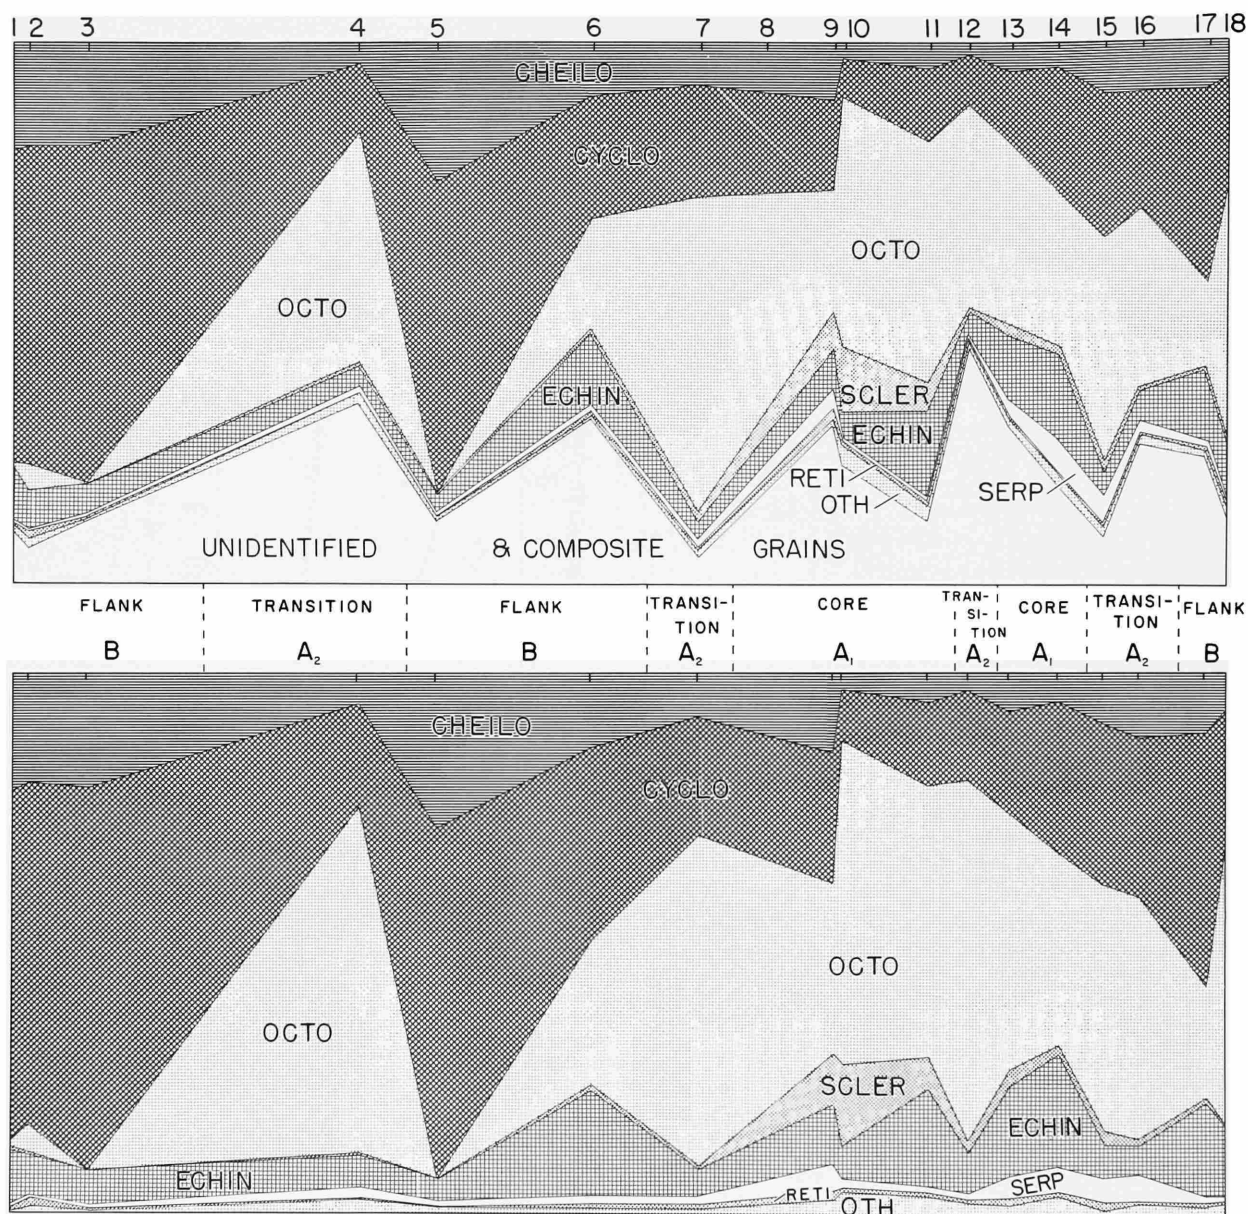 1 2 3 4 5 6 7 8 9 10 11 12 13 14 15 16 17 18
CHEILO
CYCLO
OCTO
OCTO
ECHIN
SCLER
ECHIN
RETI
OTH
SERP
UNIDENTIFIED & COMPOSITE GRAINS
FLANK
B
TRANSITION
A₂
FLANK
B
TRANSI-
TION
A₂
CORE
A₁
TRAN-
SI-
TION
A₂
CORE
A₁
TRANSI-
TION
A₂
FLANK
B
CHEILO
CYCLO
OCTO
OCTO
SCLER
ECHIN
ECHIN
SERP
RETI
OTH